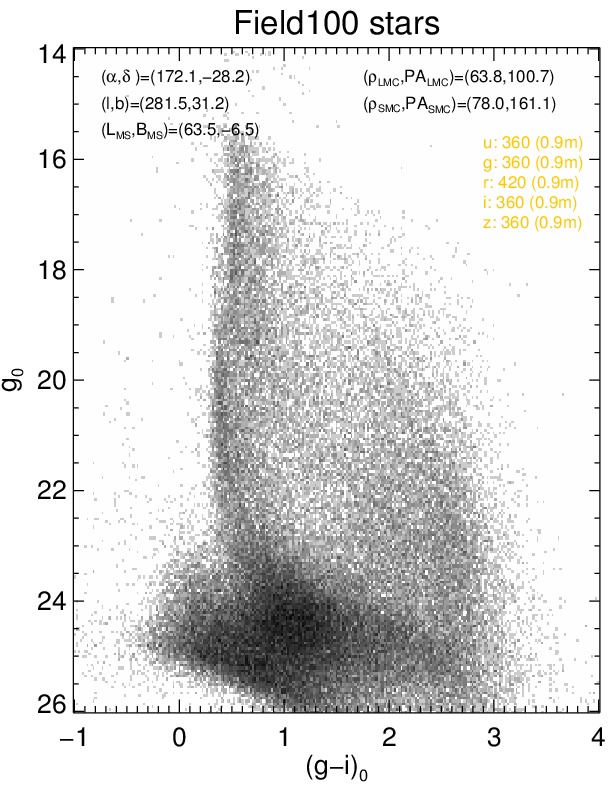 Field100 stars
(α,δ )=(172.1,−28.2)
(ρLMC,PALMC)=(63.8,100.7)
(l,b)=(281.5,31.2)
(ρSMC,PASMC)=(78.0,161.1)
(LMS,BMS)=(63.5,−6.5)
u: 360 (0.9m)
g: 360 (0.9m)
r: 420 (0.9m)
i: 360 (0.9m)
z: 360 (0.9m)
14
16
18
20
22
24
26
g0
−1 0 1 2 3 4
(g−i)0